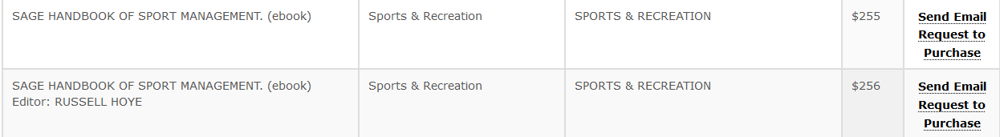 SAGE HANDBOOK OF SPORT MANAGEMENT. (ebook)
Sports & Recreation
SPORTS & RECREATION
$255
Send Email
Request to
Purchase
SAGE HANDBOOK OF SPORT MANAGEMENT. (ebook)
Editor: RUSSELL HOYE
Sports & Recreation
SPORTS & RECREATION
$256
Send Email
Request to
Purchase